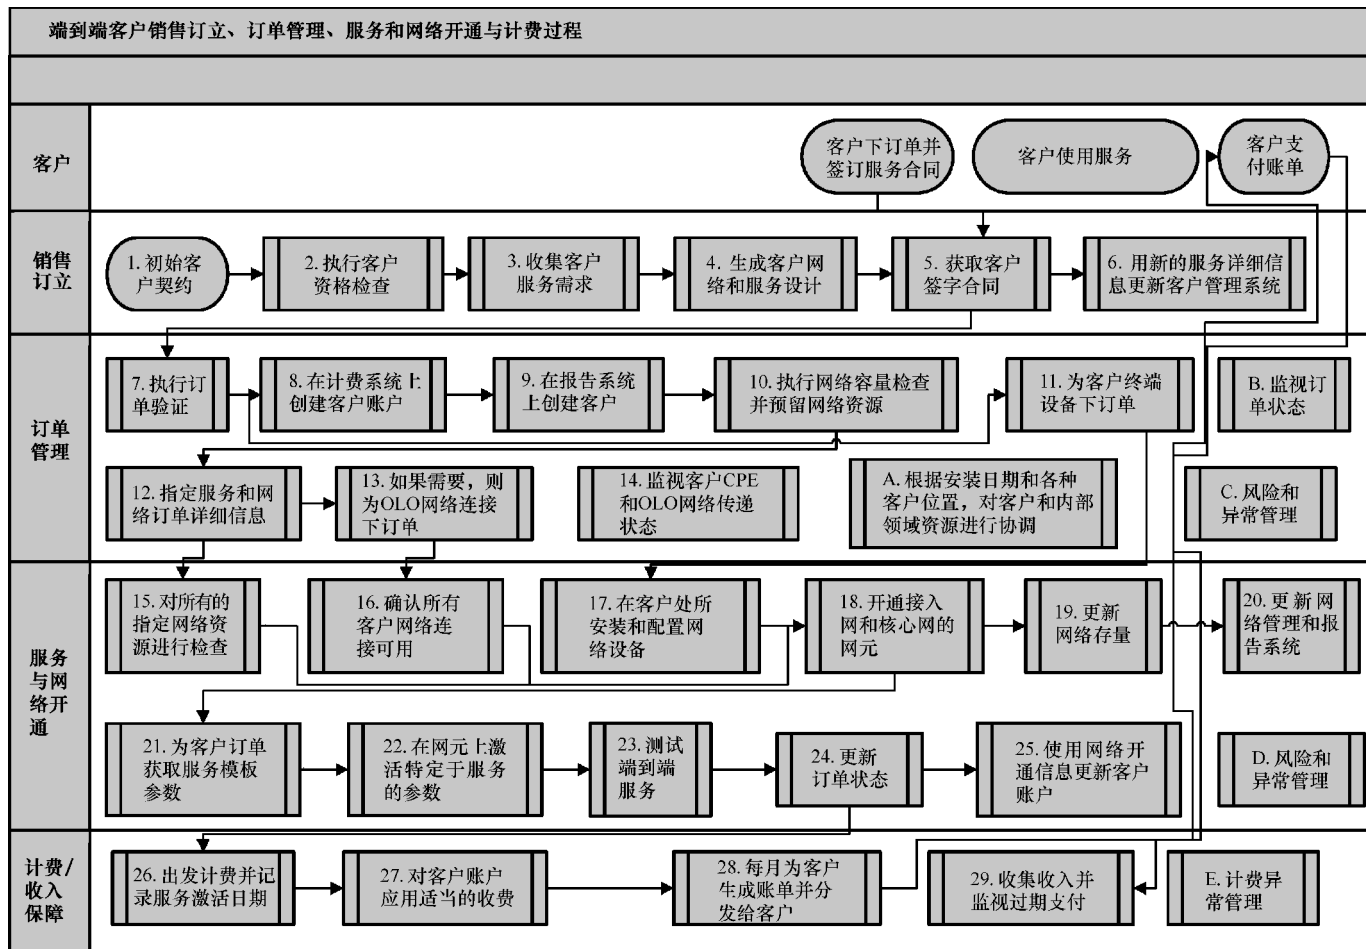 端到端客户销售订立、订单管理、服务和网络开通与计费过程
客户
客户下订单并
签订服务合同
客户使用服务
客户支
付账单
销售
订立
1. 初始客
户契约
2. 执行客户
资格检查
3. 收集客户
服务需求
4. 生成客户网
络和服务设计
5. 获取客户
签字合同
6. 用新的服务详细信
息更新客户管理系统
订单
管理
7. 执行订
单验证
8. 在计费系统上
创建客户账户
9. 在报告系统
上创建客户
10. 执行网络容量检查
并预留网络资源
11. 为客户终端
设备下订单
B. 监视订
单状态
12. 指定服务和网
络订单详细信息
13. 如果需要，则
为OLO网络连接
下订单
14. 监视客户CPE
和OLO网络传递
状态
A. 根据安装日期和各种
客户位置，对客户和内部
领域资源进行协调
C. 风险和
异常管理
服务
与网
络开
通
15. 对所有的
指定网络资
源进行检查
16. 确认所有
客户网络连
接可用
17. 在客户处所
安装和配置网
络设备
18. 开通接入
网和核心网的
网元
19. 更新
网络存量
20. 更新网
络管理和报
告系统
21. 为客户订单
获取服务模板
参数
22. 在网元上激
活特定于服务
的参数
23. 测试
端到端
服务
24. 更新
订单状态
25. 使用网络开
通信息更新客户
账户
D. 风险和
异常管理
计费/
收入
保障
26. 出发计费并记
录服务激活日期
27. 对客户账户
应用适当的收费
28. 每月为客户
生成账单并分
发给客户
29. 收集收入并
监视过期支付
E. 计费异
常管理